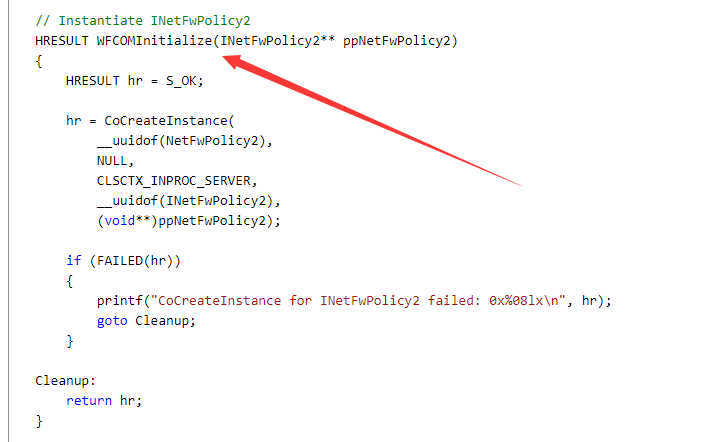 // Instantiate INetFwPolicy2
HRESULT WFCOMInitialize(INetFwPolicy2** ppNetFwPolicy2)
{
    HRESULT hr = S_OK;
    hr = CoCreateInstance(
        __uuidof(NetFwPolicy2),
        NULL,
        CLSCTX_INPROC_SERVER,
        __uuidof(INetFwPolicy2),
        (void**)ppNetFwPolicy2);
    if (FAILED(hr))
    {
        printf("CoCreateInstance for INetFwPolicy2 failed: 0x%08lx\n", hr);
        goto Cleanup;
    }
Cleanup:
    return hr;
}